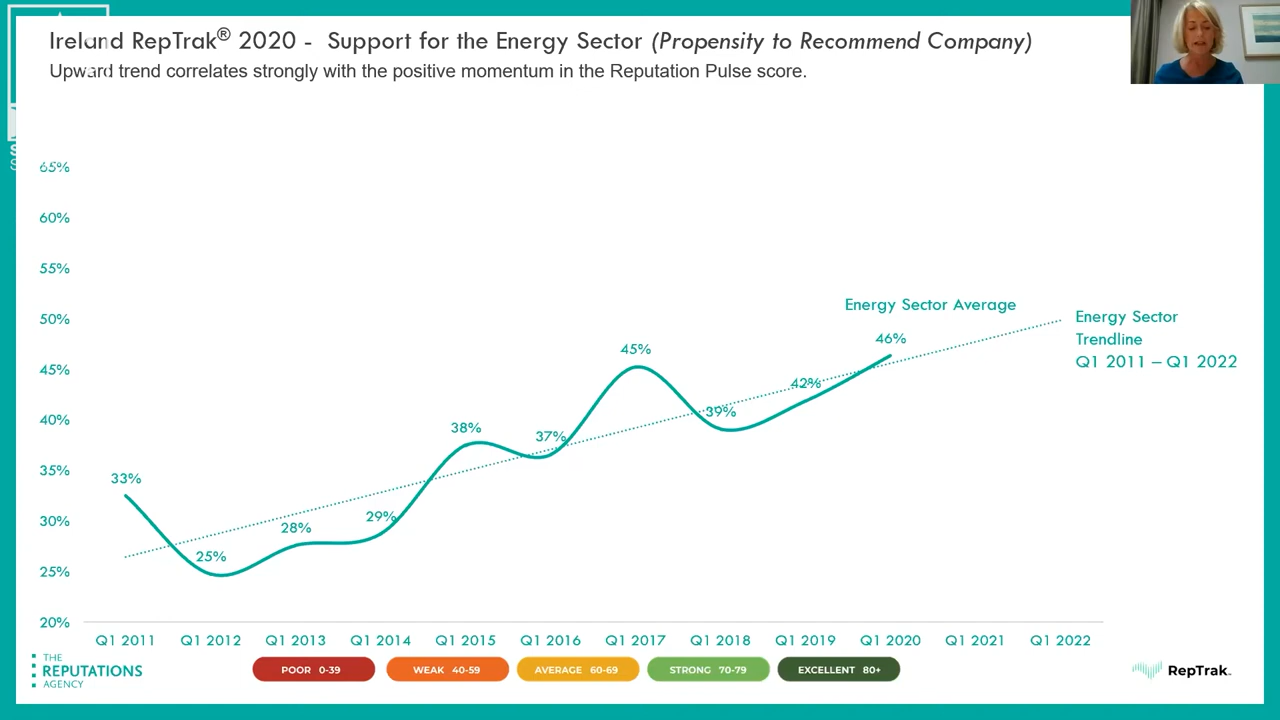 Ireland RepTrak® 2020 - Support for the Energy Sector (Propensity to Recommend Company)
Upward trend correlates strongly with the positive momentum in the Reputation Pulse score.
65%
60%
55%
50%
45%
40%
35%
30%
25%
20%
33%
25%
28%
29%
38%
37%
45%
39%
42%
46%
Energy Sector Average
Energy Sector
Trendline
Q1 2011 – Q1 2022
Q1 2011 Q1 2012 Q1 2013 Q1 2014 Q1 2015 Q1 2016 Q1 2017 Q1 2018 Q1 2019 Q1 2020 Q1 2021 Q1 2022
THE
REPUTATIONS
AGENCY
POOR 0-39 WEAK 40-59 AVERAGE 60-69 STRONG 70-79 EXCELLENT 80+
RepTrak